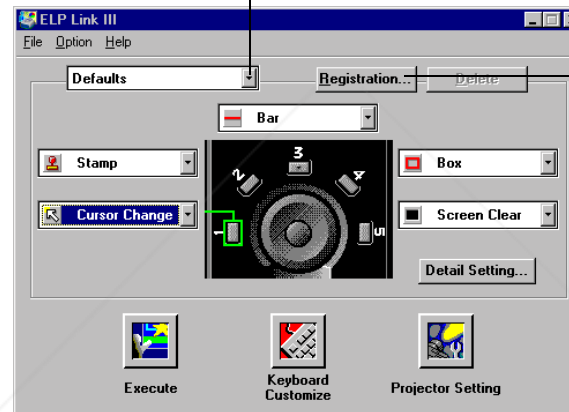 ELP Link III
File Option Help
Defaults
Registration...
Delete
Bar
Stamp
Box
Cursor Change
Screen Clear
1
2
3
4
5
Detail Setting...
Execute
Keyboard
Customize
Projector Setting